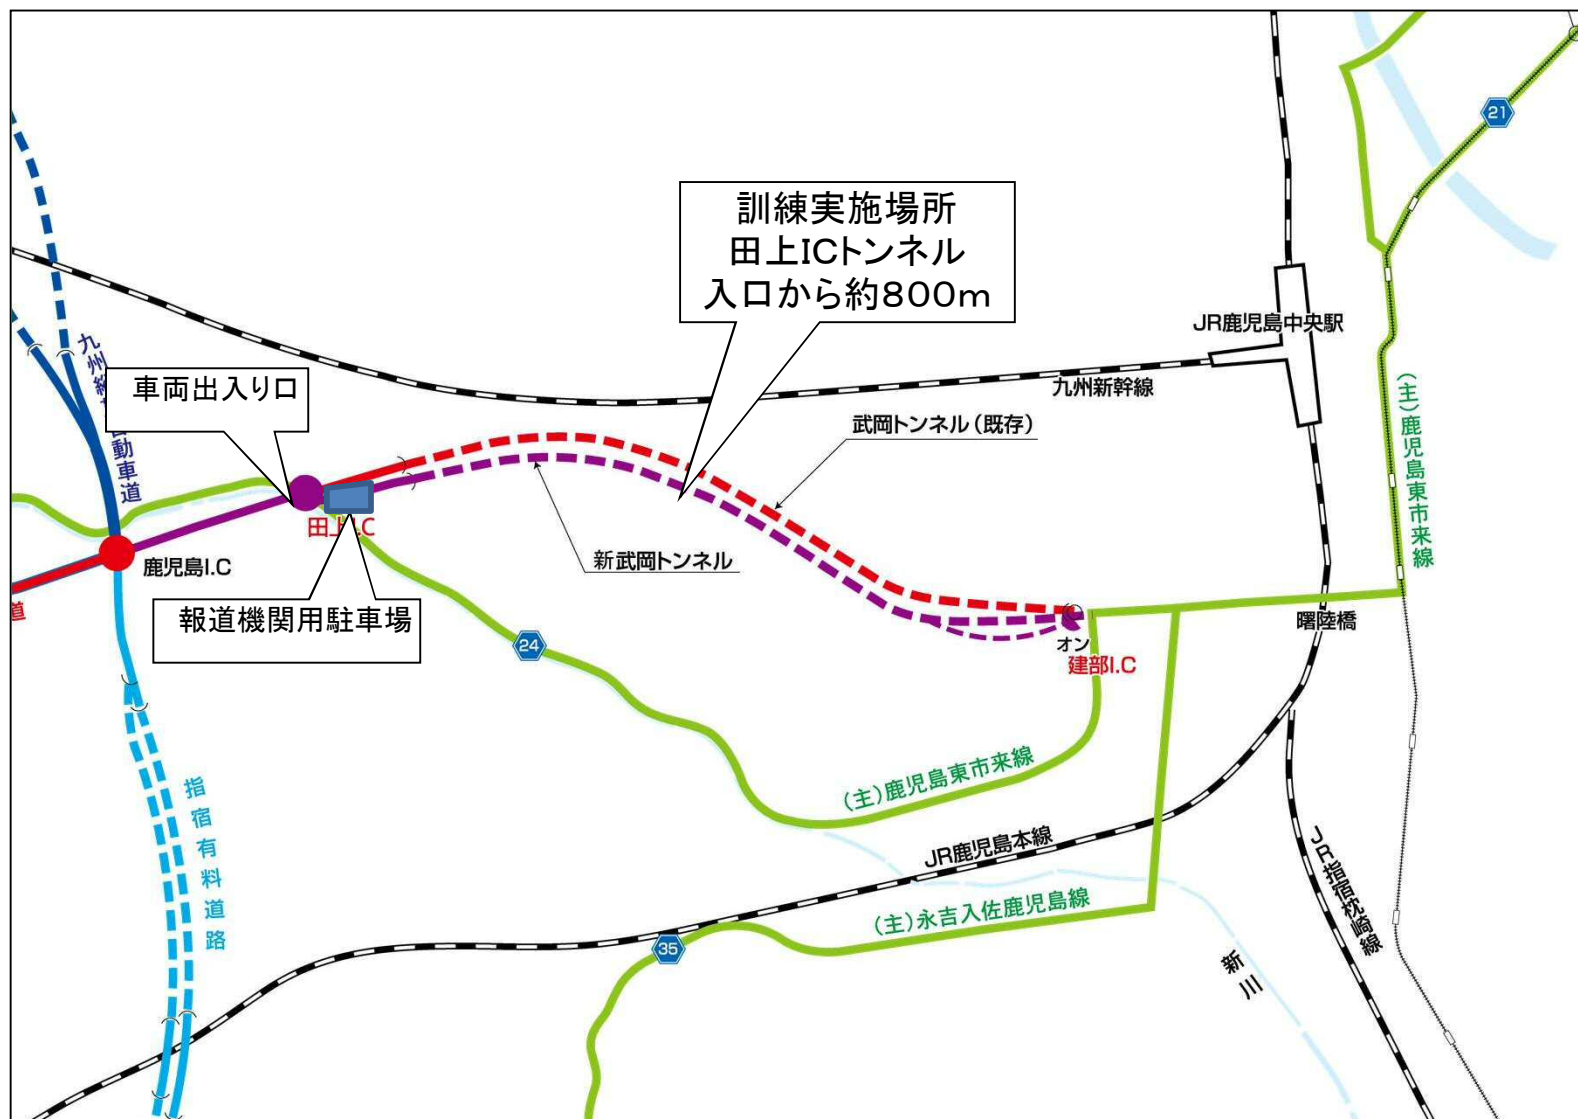 21
訓練実施場所
田上ICトンネル
入口から約800m
JR鹿児島中央駅
九州新幹線
九州縦
自動車道
車両出入り口
(主)鹿児島東市来線
武岡トンネル(既存)
田上I.C
新武岡トンネル
鹿児島I.C
道
報道機関用駐車場
24
オン
建部I.C
曙陸橋
(主)鹿児島東市来線
指宿有料道路
JR鹿児島本線
JR指宿枕崎線
(主)永吉入佐鹿児島線
35
新川